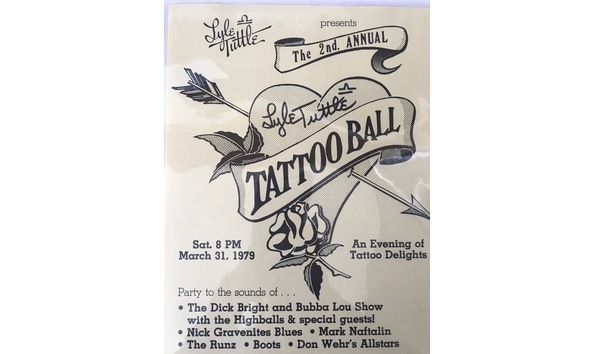 Lyle Tuttle presents
The 2nd. ANNUAL
Lyle Tuttle
TATTOO BALL
Sat. 8 PM
March 31, 1979
An Evening of
Tattoo Delights
Party to the sounds of . . .
• The Dick Bright and Bubba Lou Show
with the Highballs & special guests!
• Nick Gravenites Blues • Mark Naftalin
• The Runz • Boots • Don Wehr's Allstars